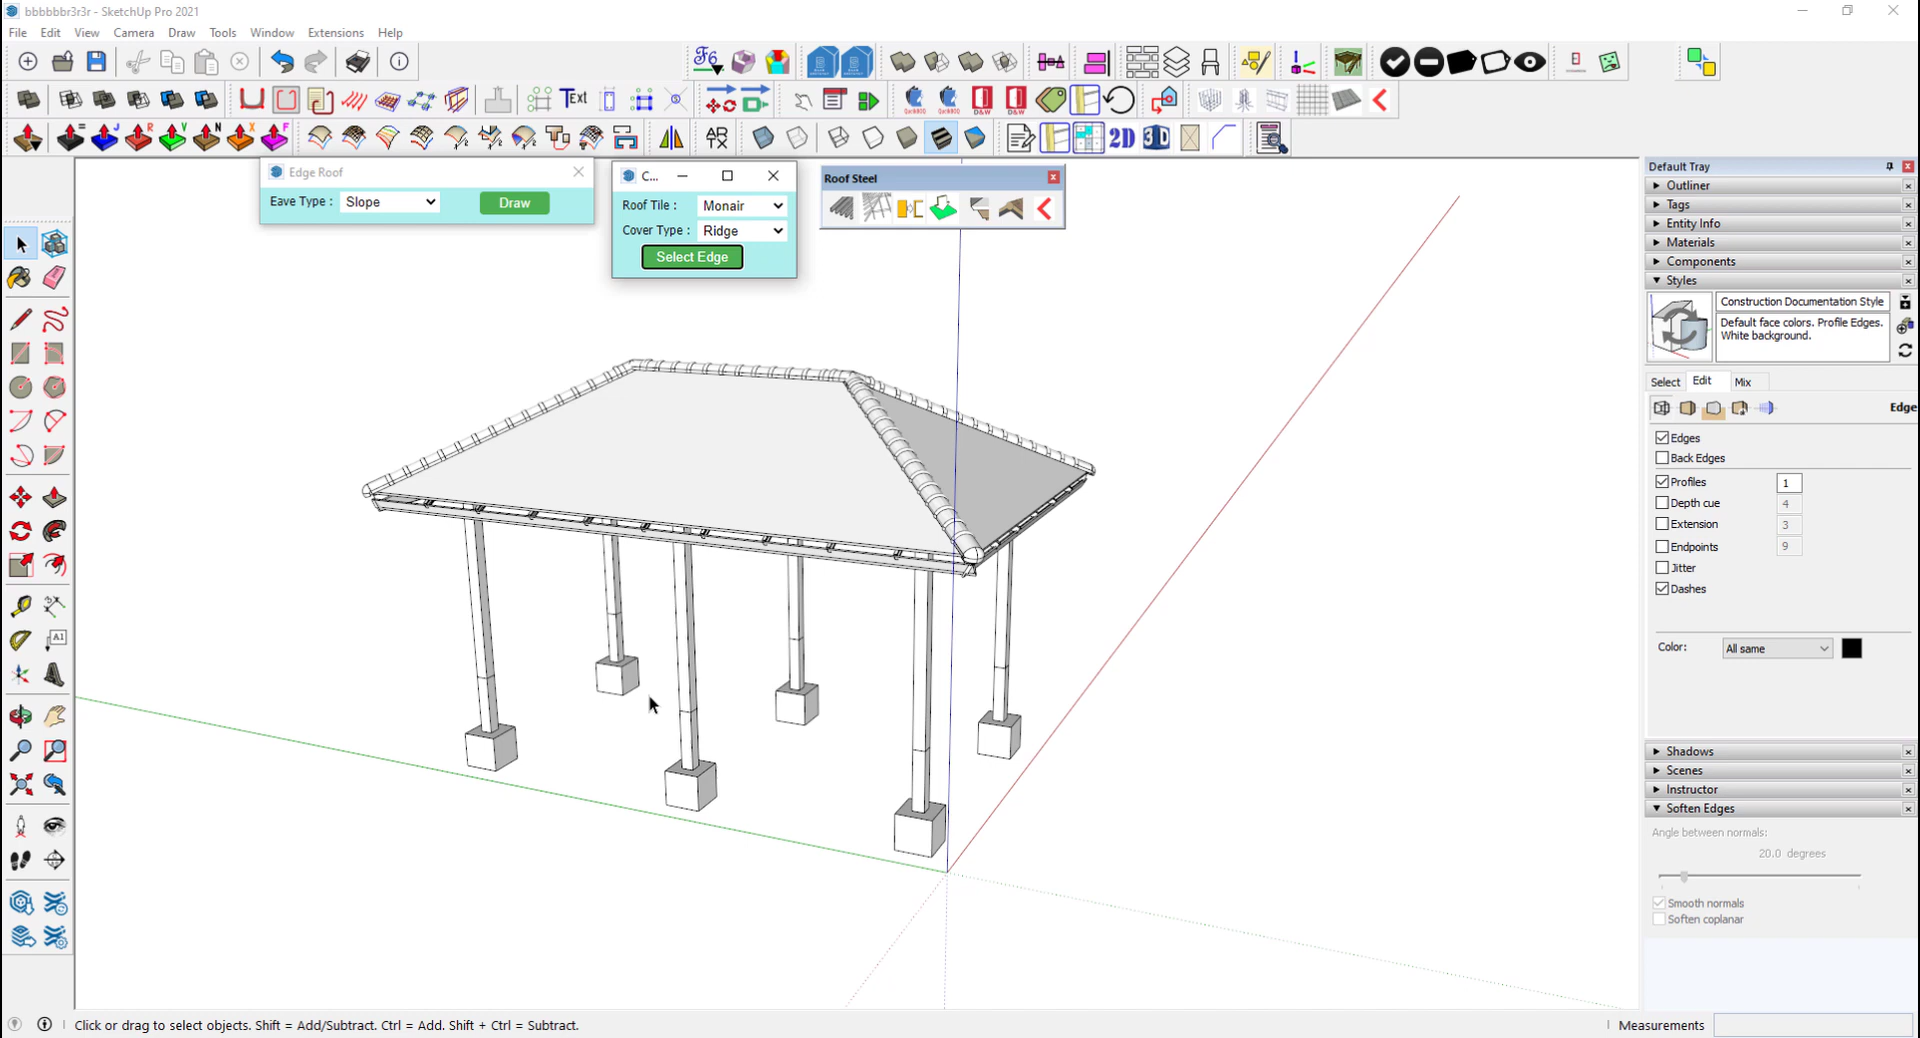 bbbbbbr3r3r - SketchUp Pro 2021
File Edit View Camera Draw Tools Window Extensions Help
F6
Text
D&W D&W
= J R V N X F
AR
TX
2D 3D
Edge Roof
Eave Type : Slope Draw
C...
Roof Tile : Monair
Cover Type : Ridge
Select Edge
Roof Steel
A1
Default Tray
Outliner
Tags
Entity Info
Materials
Components
Styles
Construction Documentation Style
Default face colors. Profile Edges.
White background.
Select Edit Mix
Edge
Edges
Back Edges
Profiles 1
Depth cue 4
Extension 3
Endpoints 9
Jitter
Dashes
Color: All same
Shadows
Scenes
Instructor
Soften Edges
Angle between normals:
20.0 degrees
Smooth normals
Soften coplanar
Click or drag to select objects. Shift = Add/Subtract. Ctrl = Add. Shift + Ctrl = Subtract.
Measurements